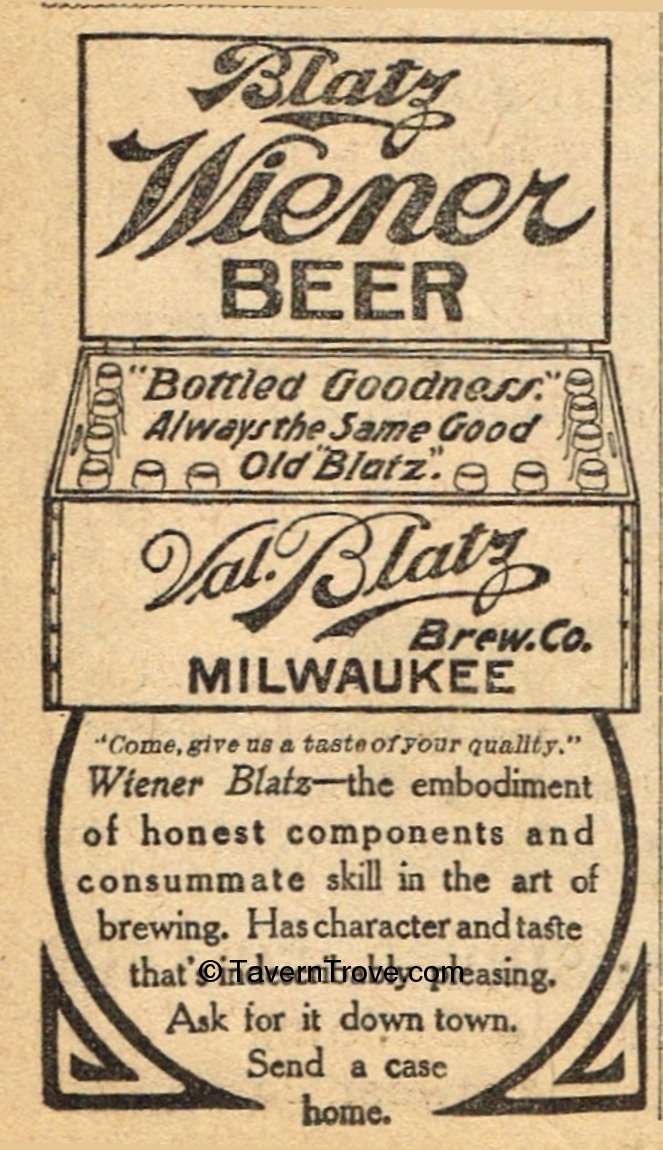 Blatz
Wiener
BEER
"Bottled Goodness."
Always the Same Good
Old "Blatz".
Val. Blatz
Brew. Co.
MILWAUKEE
"Come, give us a taste of your quality."
Wiener Blatz—the embodiment
of honest components and
consummate skill in the art of
brewing. Has character and taste
that's pleasing.
© TavernTrove.com
Ask for it down town.
Send a case
home.